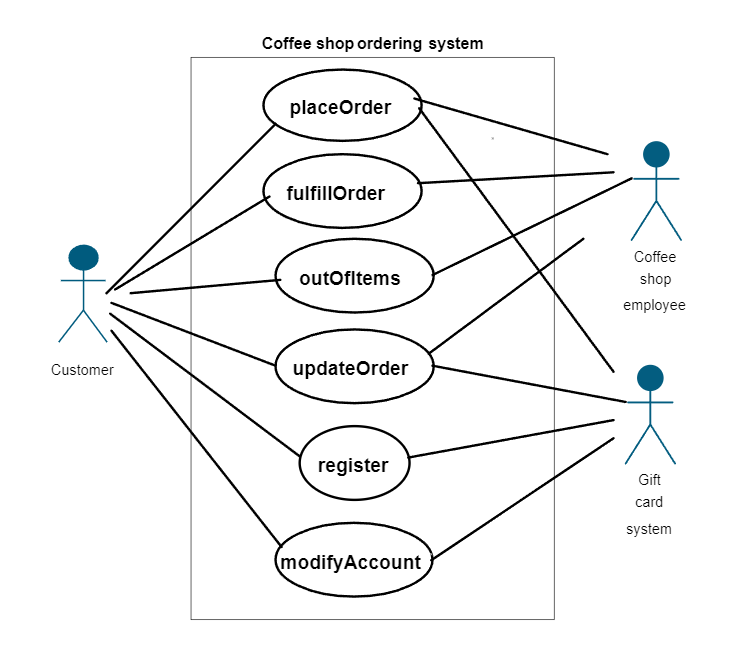 Coffee shop ordering system
placeOrder
fulfillOrder
outOfItems
updateOrder
register
modifyAccount
Customer
Coffee
shop
employee
Gift
card
system